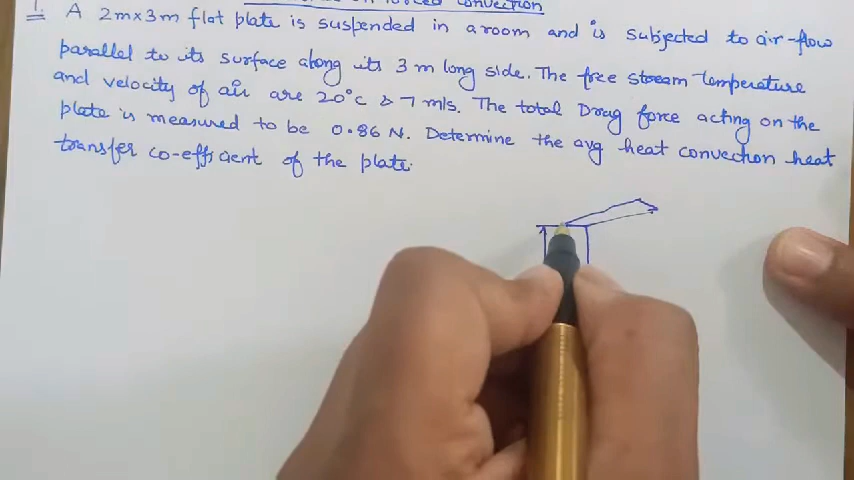 convection
1. A 2m×3m flat plate is suspended in a room and is subjected to air-flow
parallel to its surface along its 3m long side. The free stream temperature
and velocity of air are 20°c & 7 m/s. The total Drag force acting on the
plate is measured to be 0.86 N. Determine the avg heat convection heat
transfer co-efficient of the plate.